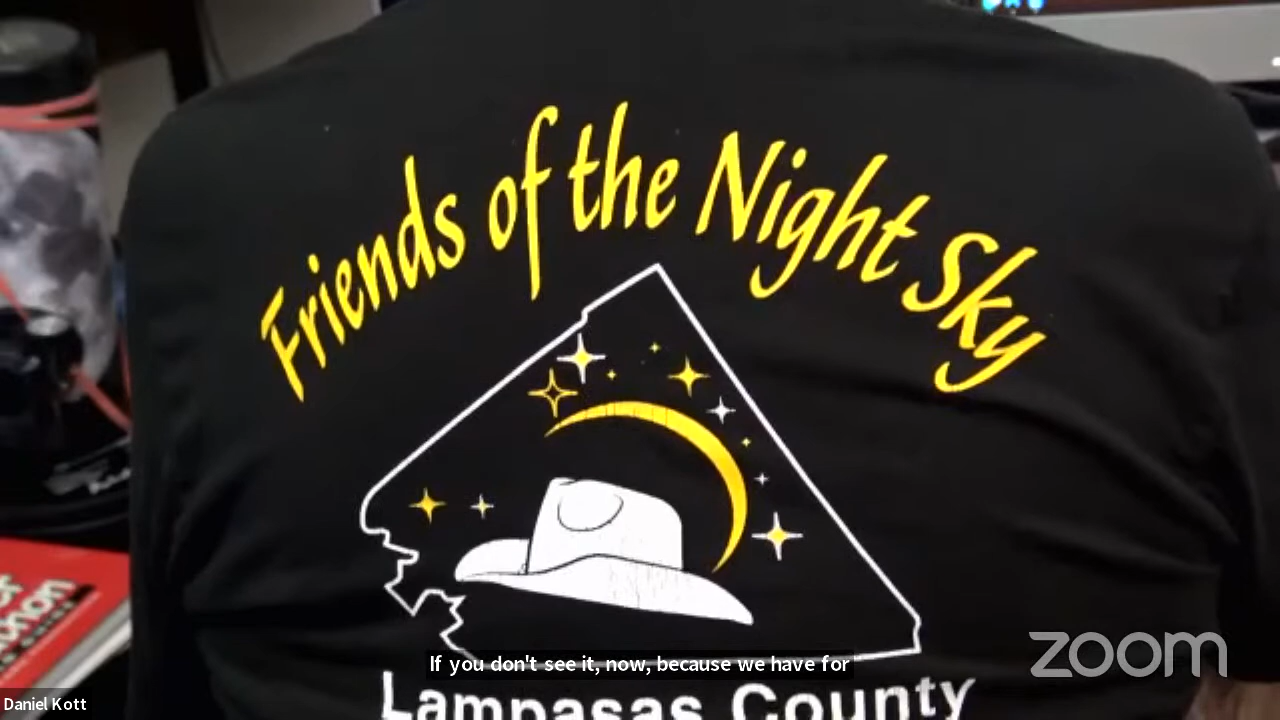 Friends of the Night Sky
zoom
If you don't see it, now, because we have for
Lampasas County
Daniel Kott